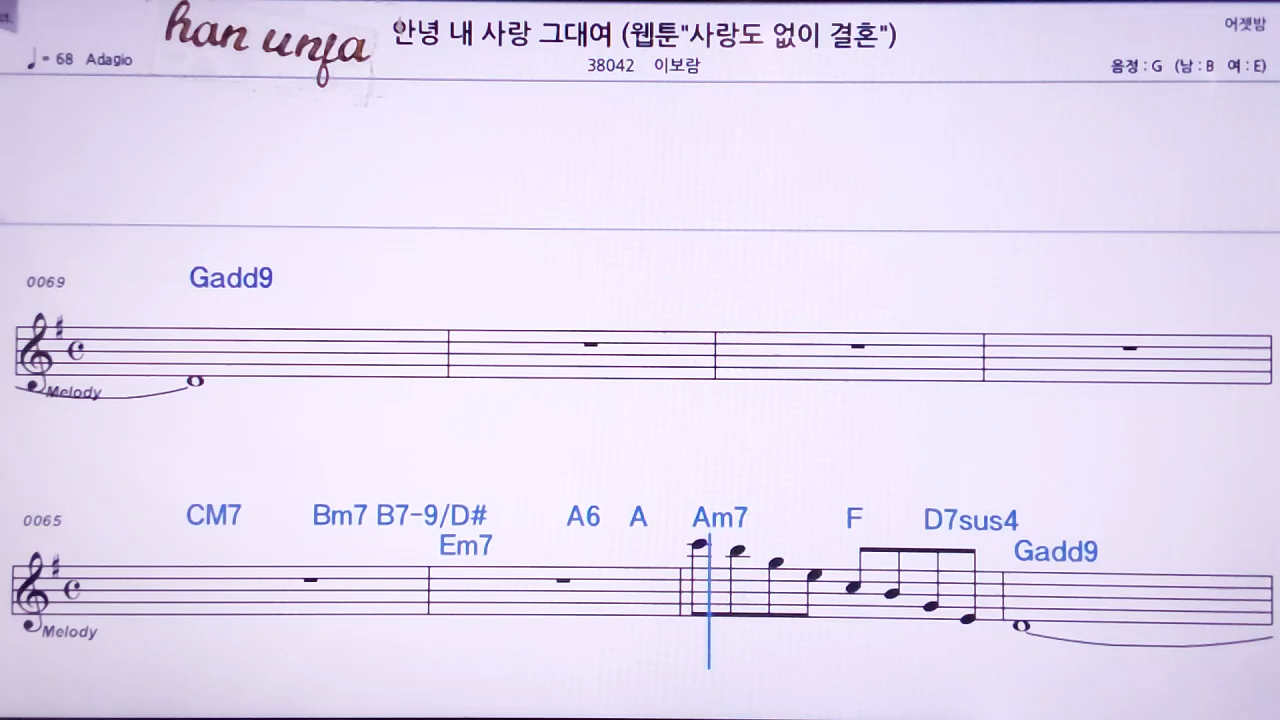 han unja
안녕 내 사랑 그대여 (웹툰"사랑도 없이 결혼")
어젯밤
♩ = 68 Adagio
38042 이보람
음정 : G (남 : B 여 : E)
0069
Gadd9
Melody
0065
CM7 Bm7 B7-9/D# A6 A Am7 F D7sus4
Em7 Gadd9
Melody